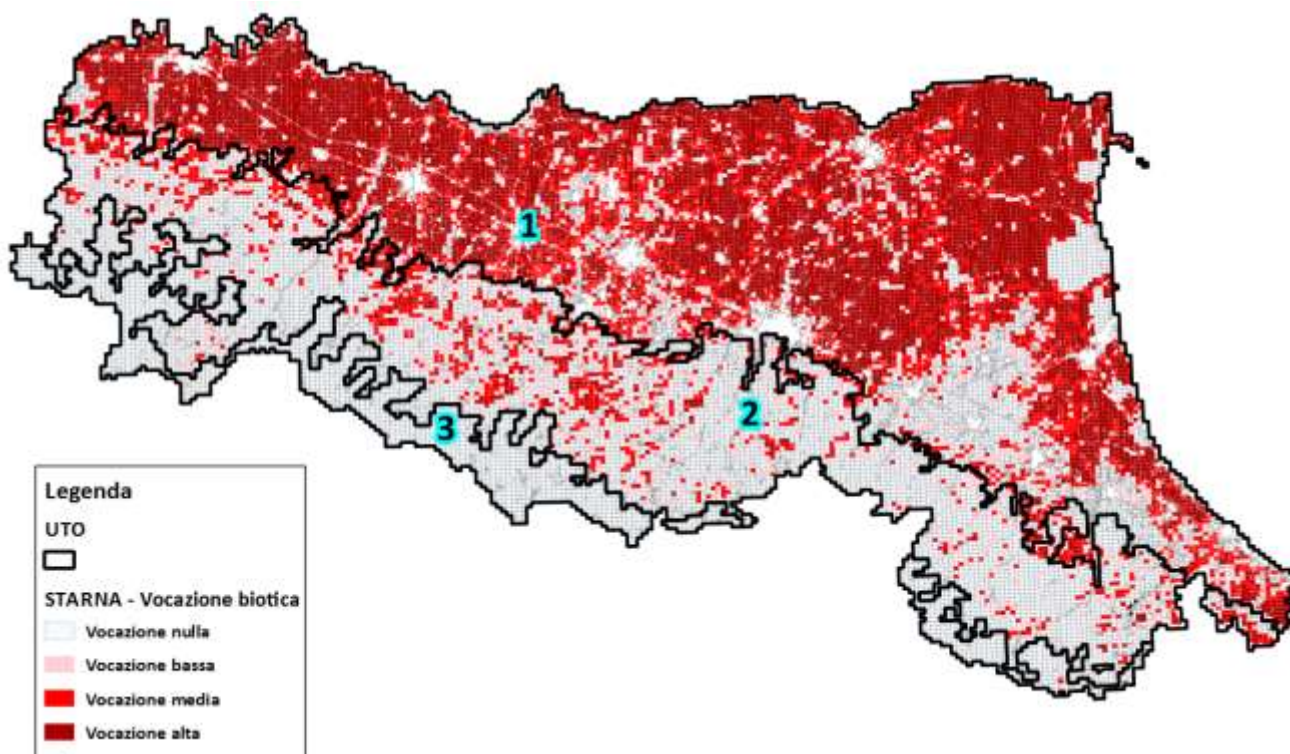 1
2
3
Legenda
UTO
STARNA - Vocazione biotica
Vocazione nulla
Vocazione bassa
Vocazione media
Vocazione alta